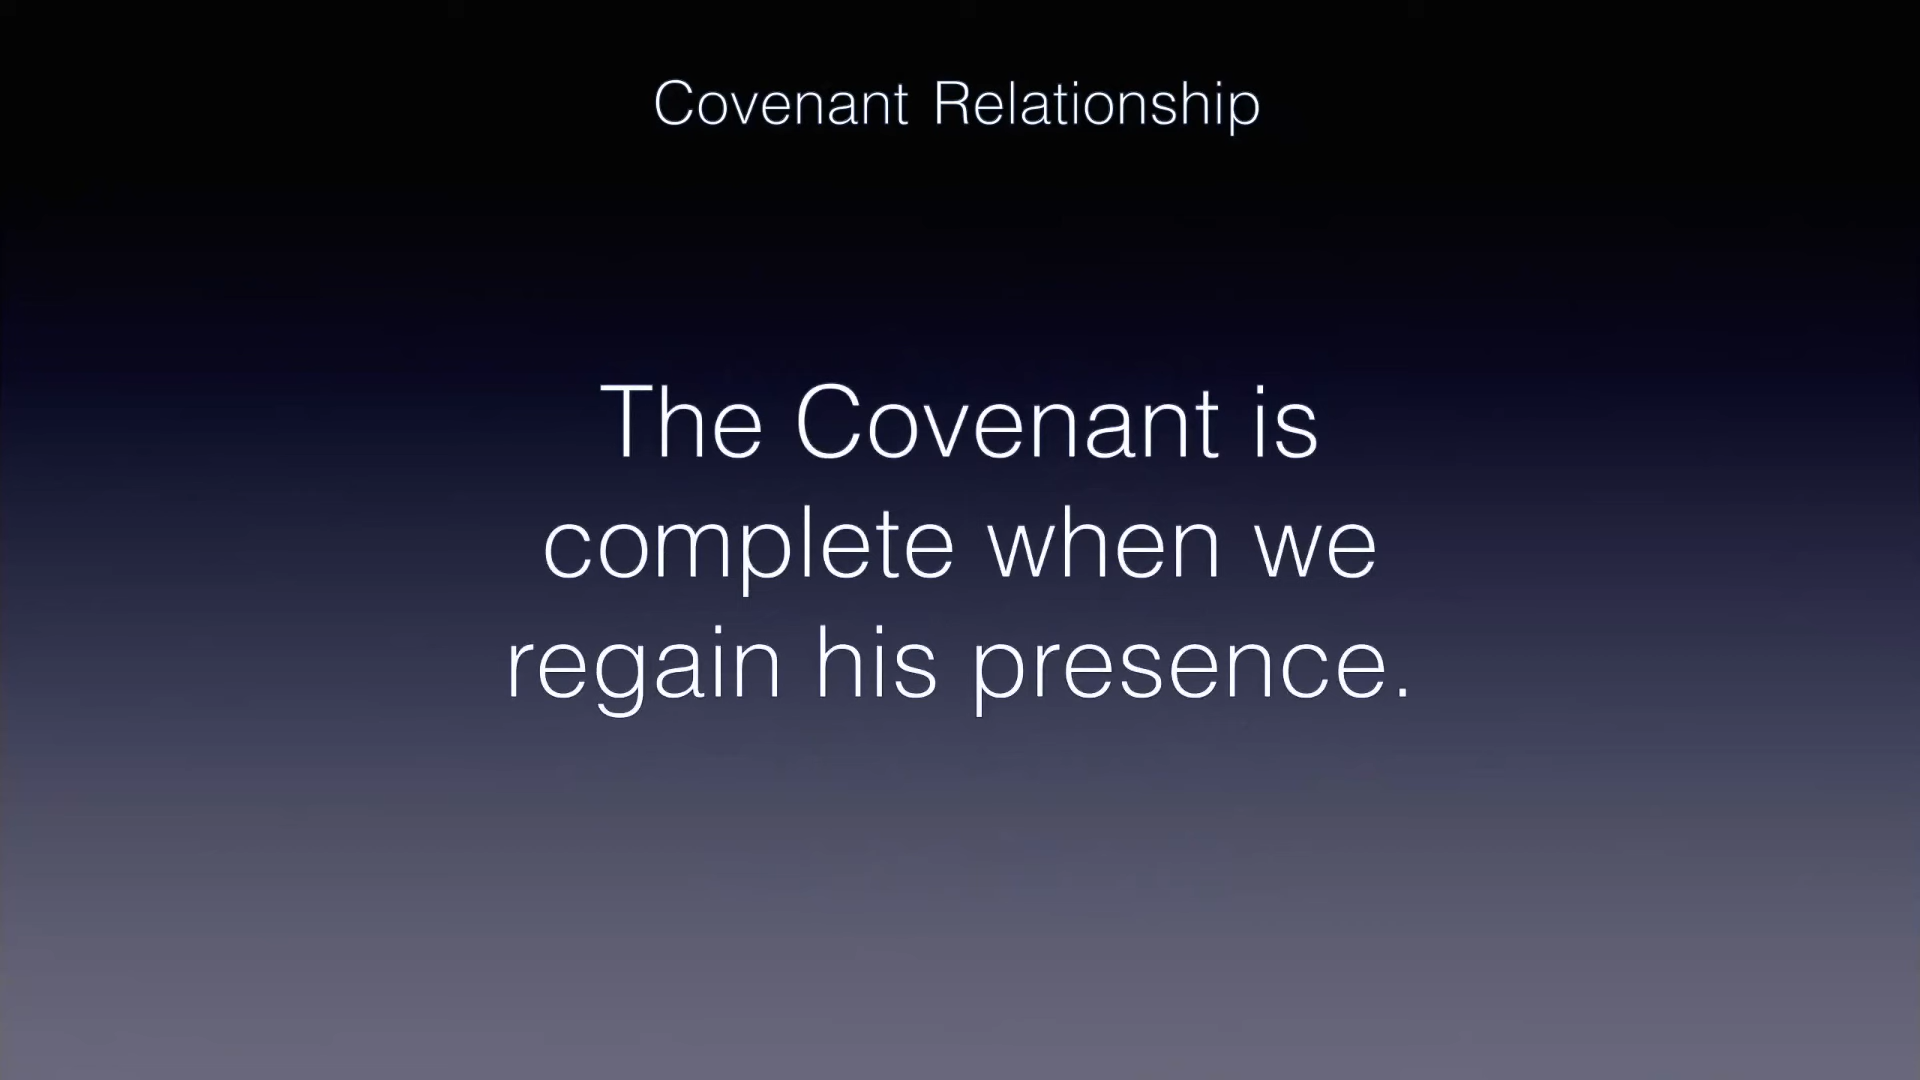 Covenant Relationship
The Covenant is
complete when we
regain his presence.